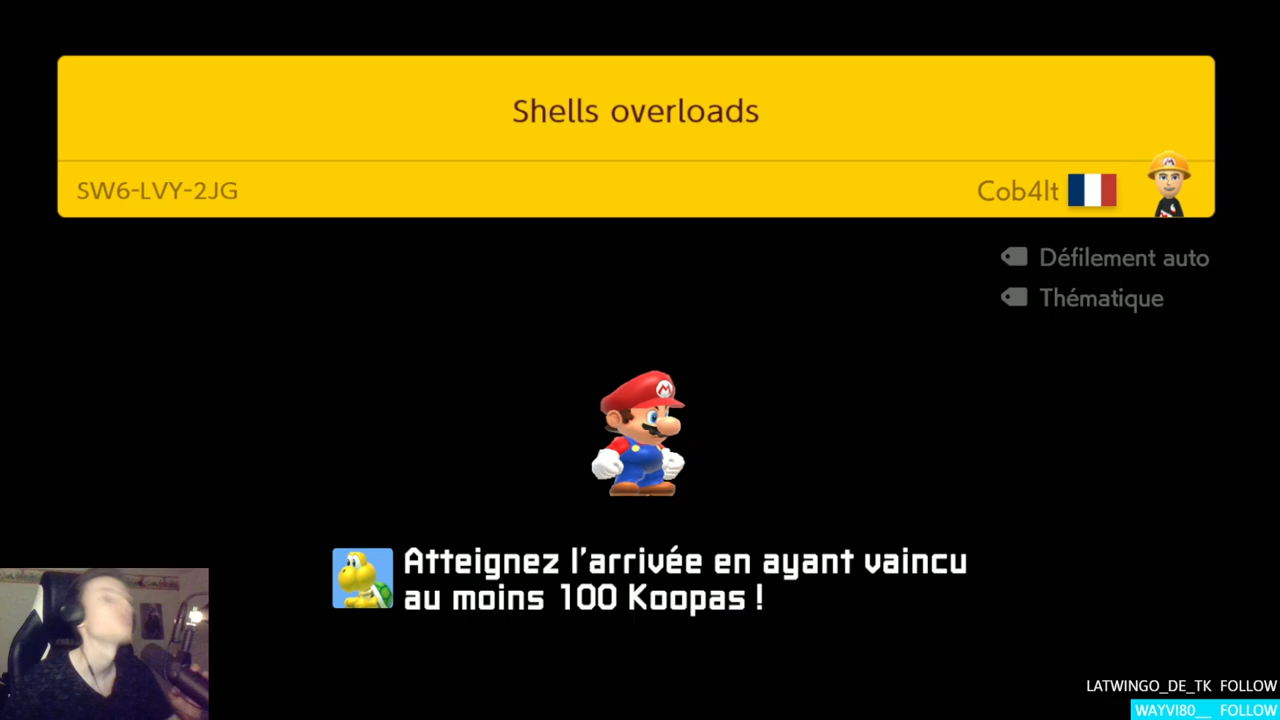 Shells overloads
SW6-LVY-2JG
Cob4lt
Défilement auto
Thématique
Atteignez l'arrivée en ayant vaincu
au moins 100 Koopas !
LATWINGO_DE_TK FOLLOW
WAYVI80__ FOLLOW